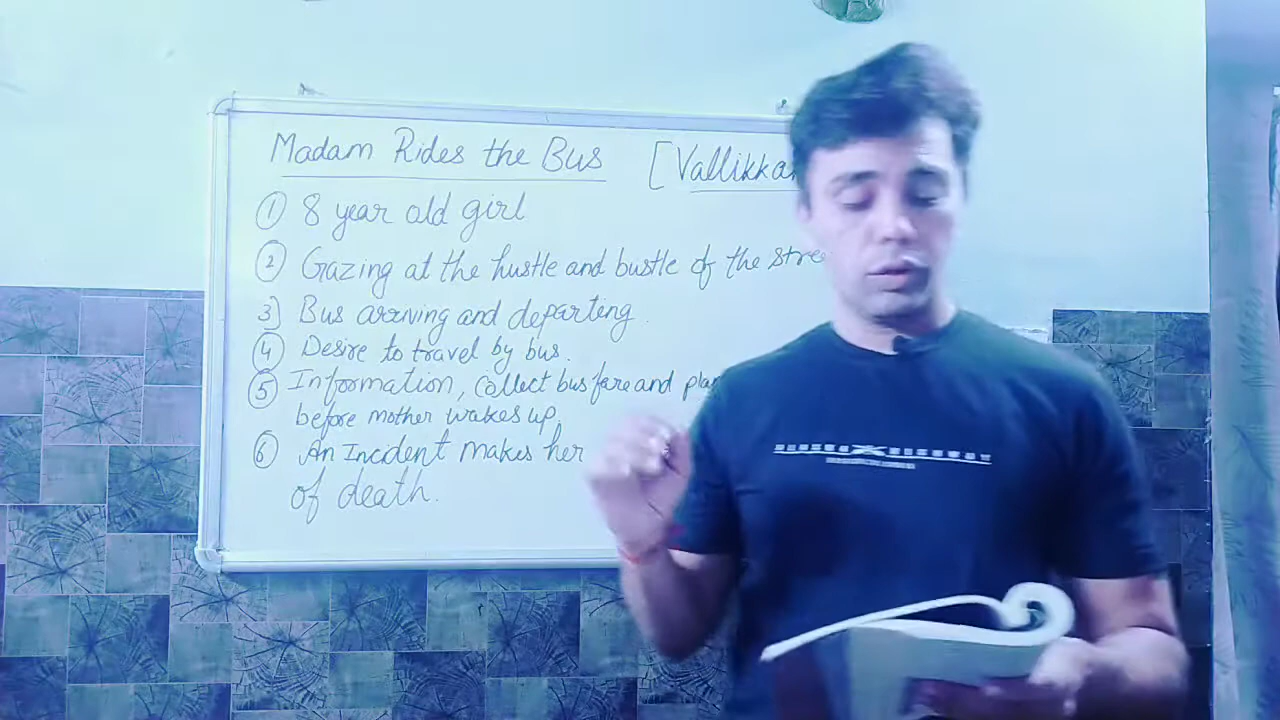 Madam Rides the Bus [Vallikka
① 8 year old girl
② Gazing at the hustle and bustle of the stree
3) Bus arriving and departing.
④ Desire to travel by bus.
⑤ Information, collect bus fare and plan
before mother wakes up.
⑥ An Incident makes her
of death.